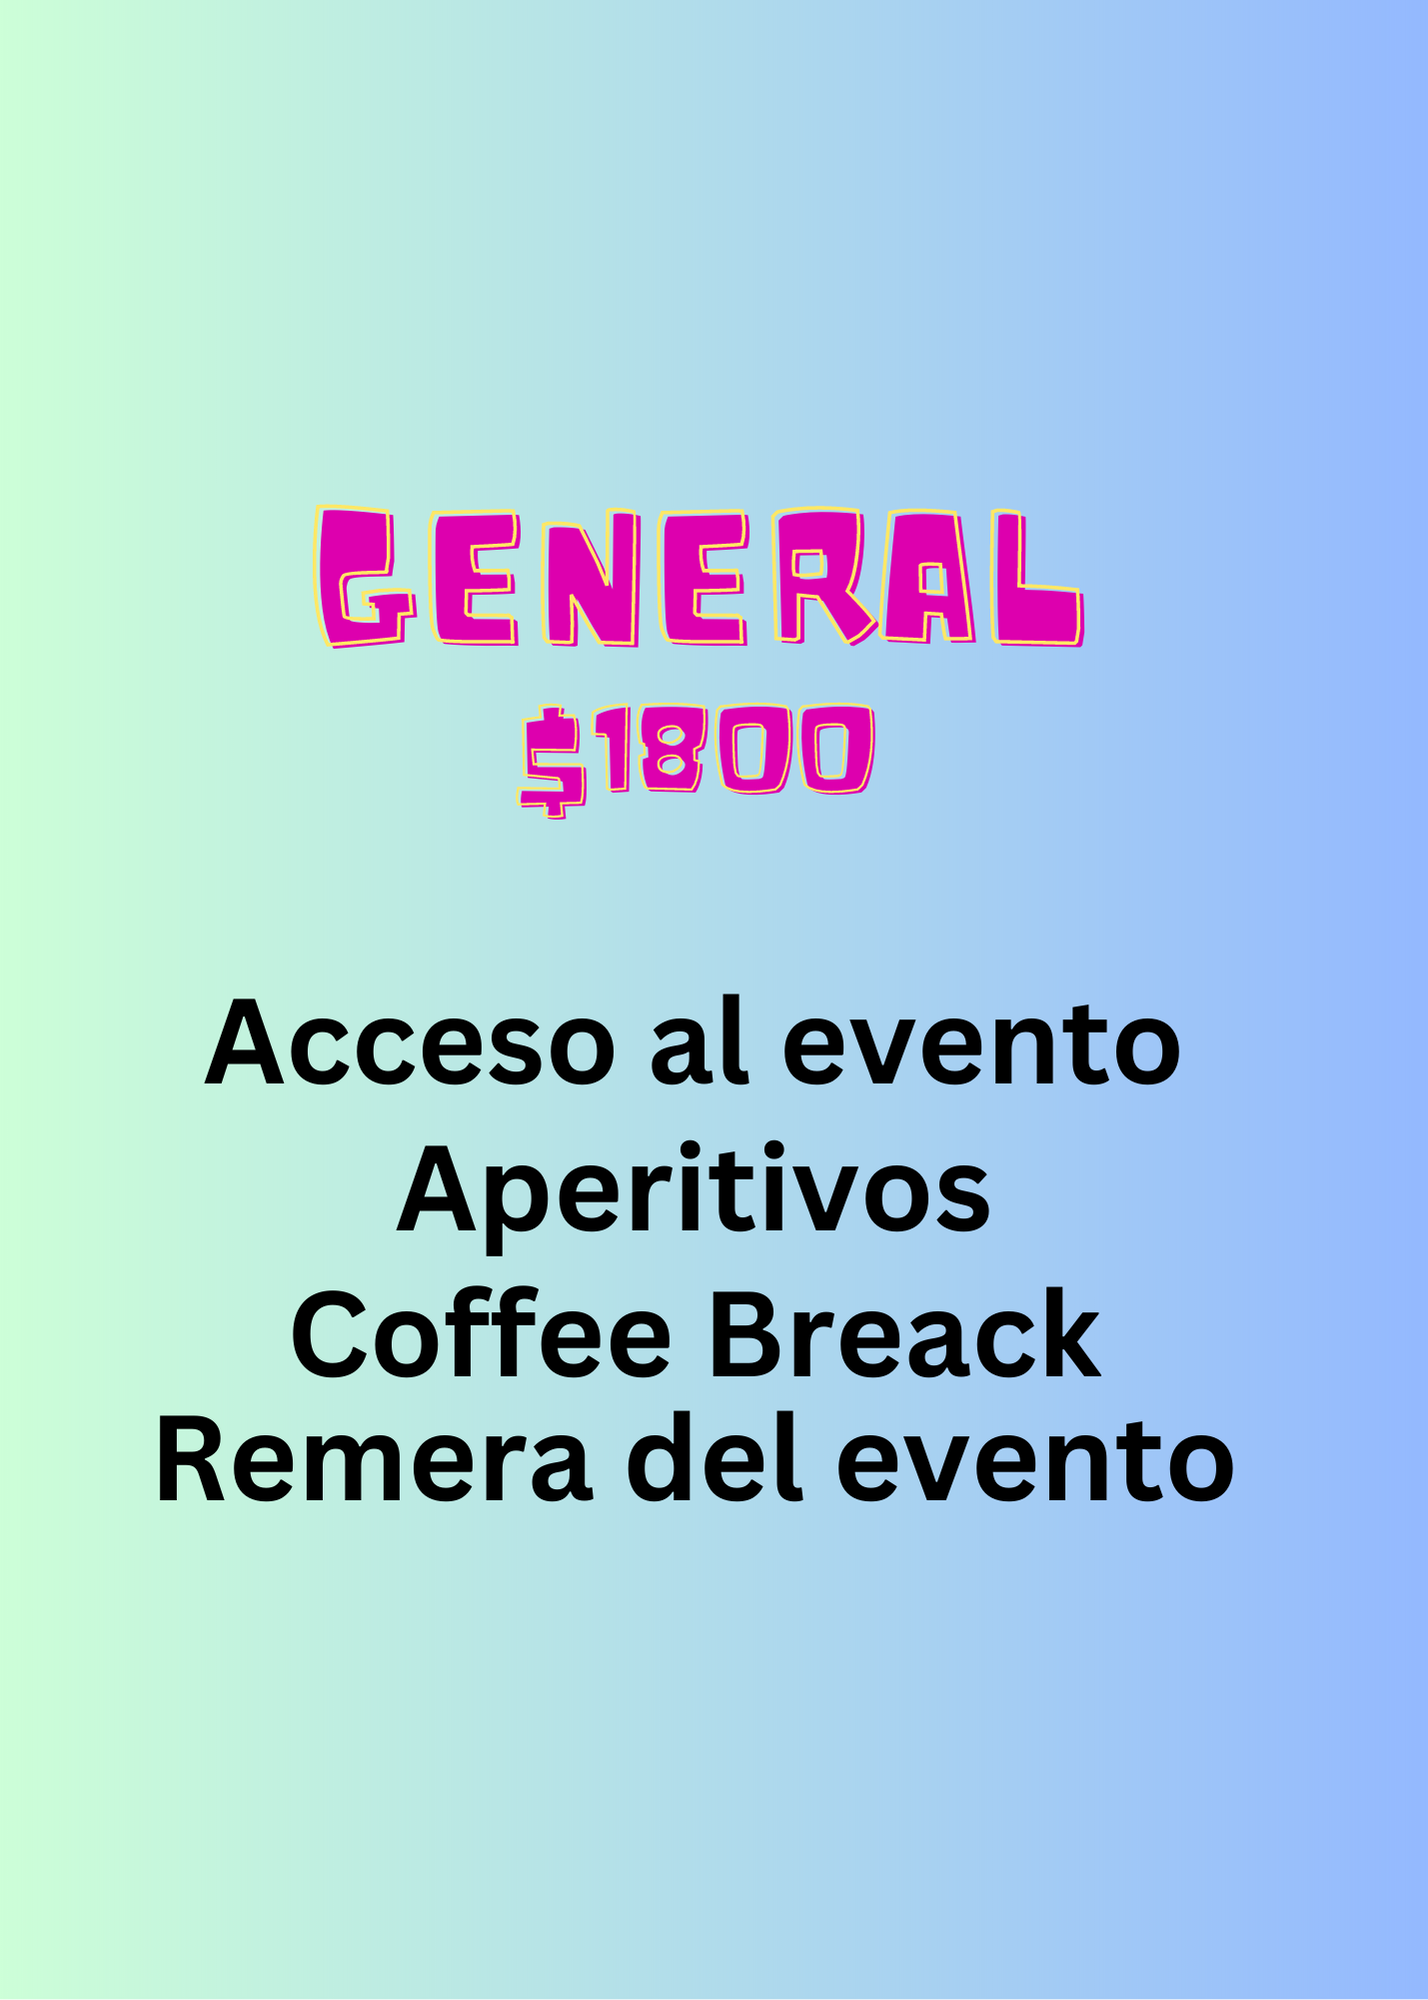 GENERAL
$1800
Acceso al evento
Aperitivos
Coffee Breack
Remera del evento